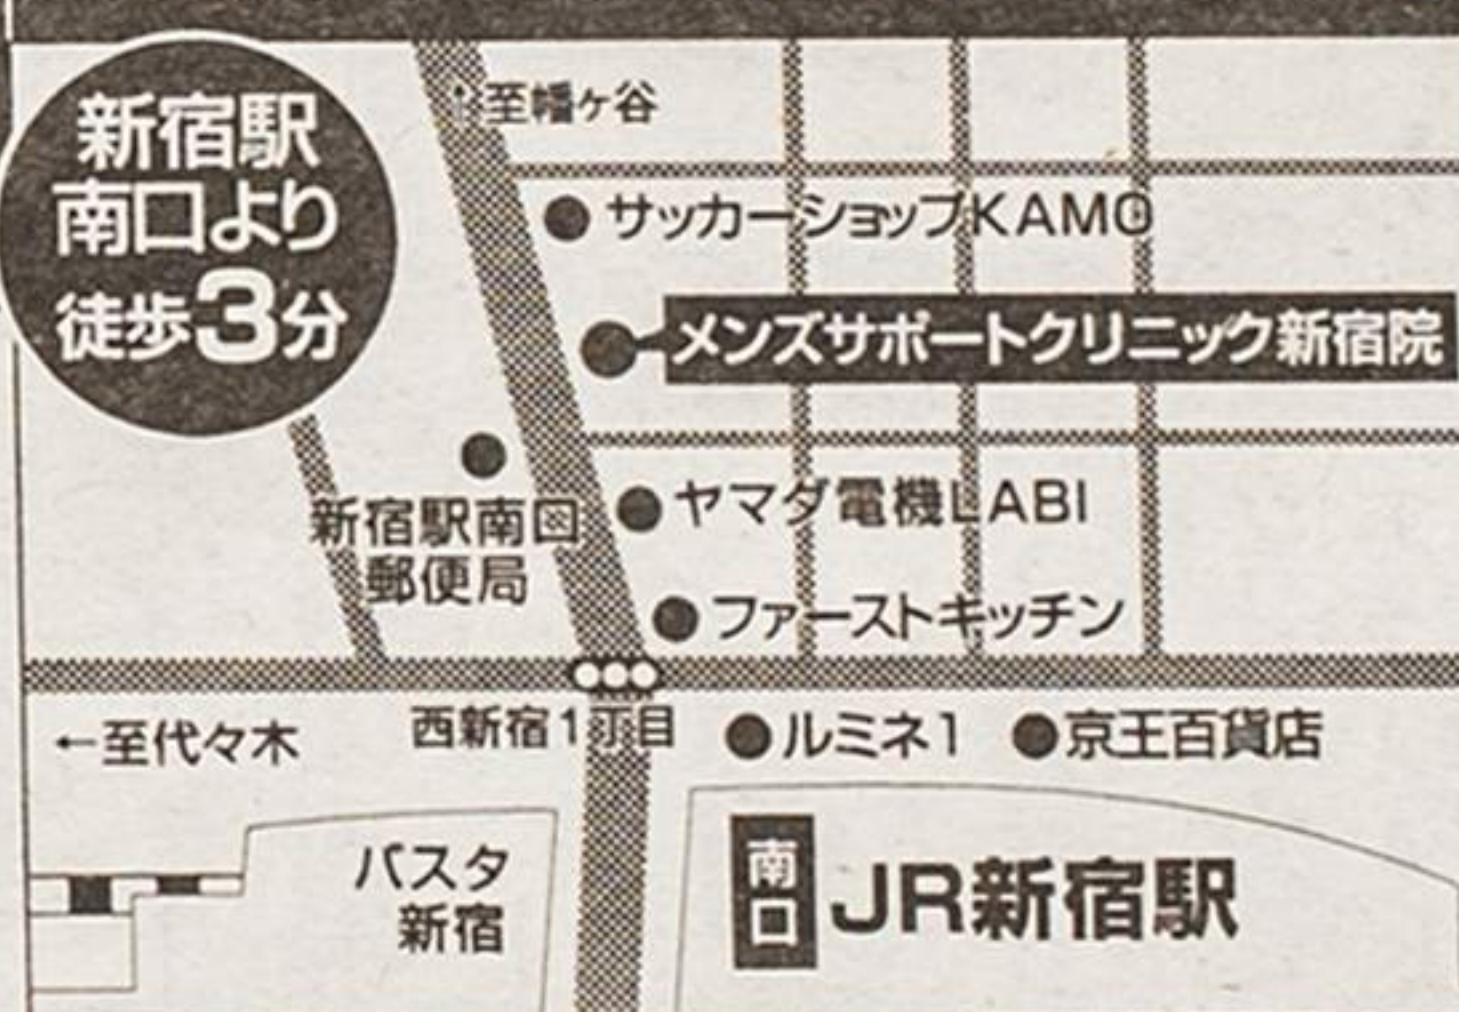 新宿駅
南口より
徒歩3分
↑至幡ヶ谷
サッカーショップKAMO
メンズサポートクリニック新宿院
新宿駅南口
郵便局
ヤマダ電機LABI
ファーストキッチン
←至代々木
西新宿1丁目
ルミネ1
京王百貨店
バスタ
新宿
南口
JR新宿駅